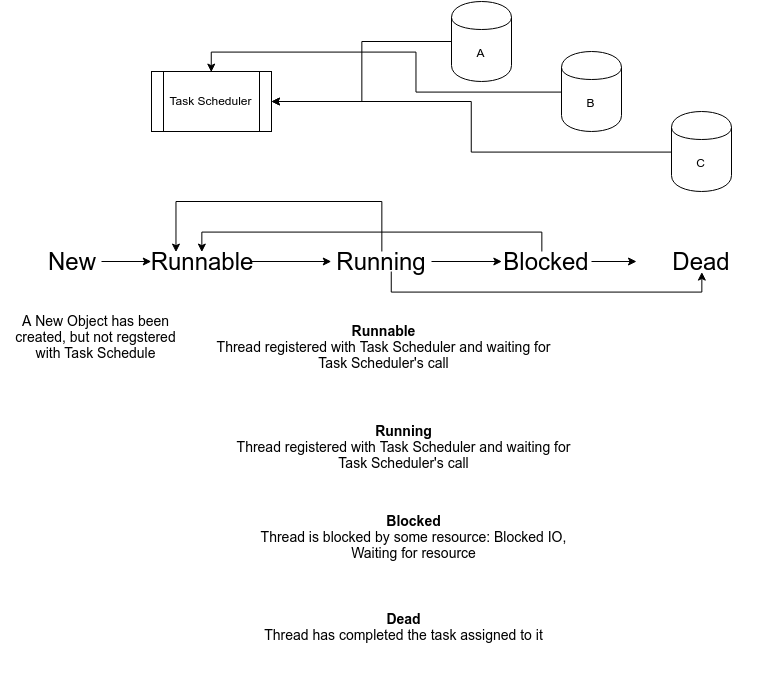 A
B
Task Scheduler
C
New
Runnable
Running
Blocked
Dead
A New Object has been
created, but not regstered
with Task Schedule
Runnable
Thread registered with Task Scheduler and waiting for
Task Scheduler's call
Running
Thread registered with Task Scheduler and waiting for
Task Scheduler's call
Blocked
Thread is blocked by some resource: Blocked IO,
Waiting for resource
Dead
Thread has completed the task assigned to it